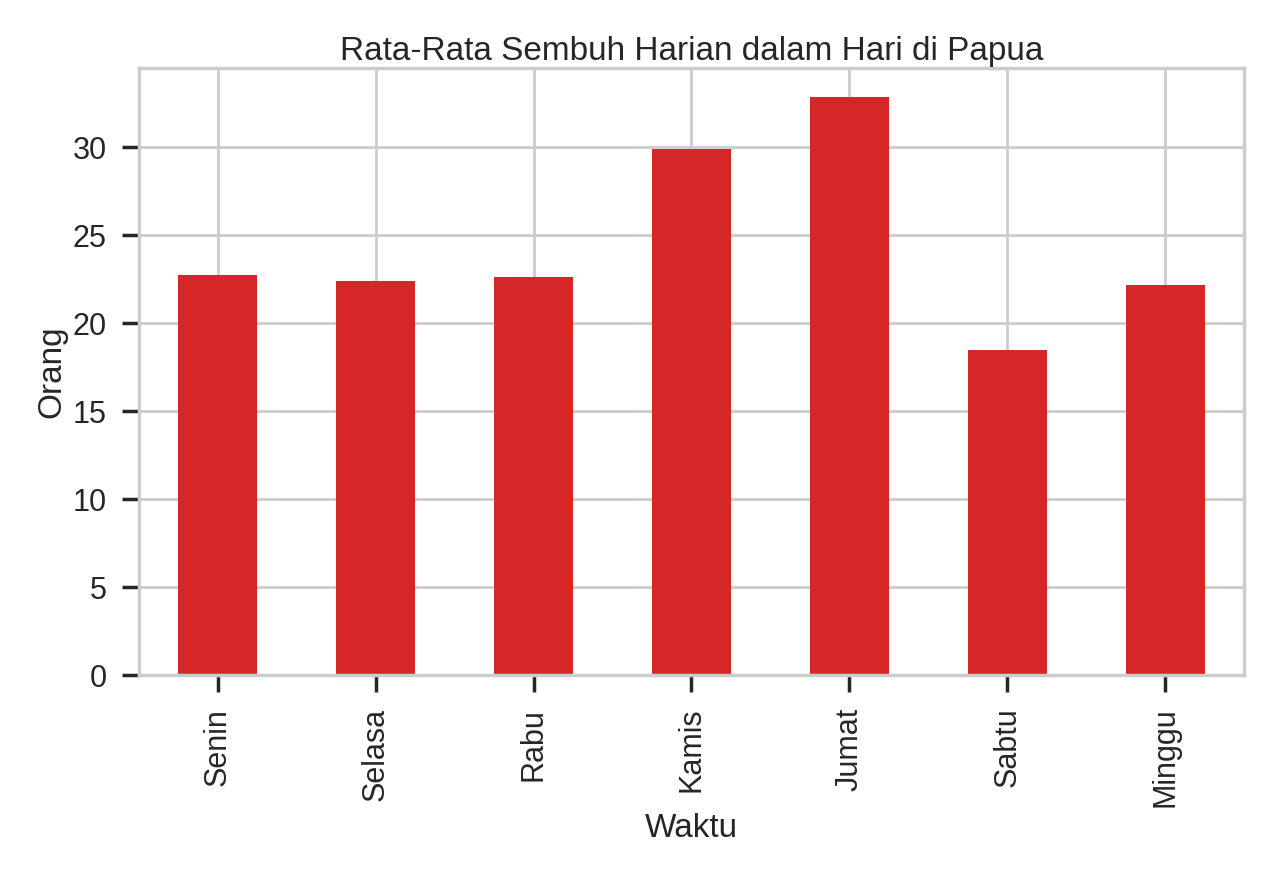 Rata-Rata Sembuh Harian dalam Hari di Papua
Orang
30
25
20
15
10
5
0
Senin
Selasa
Rabu
Kamis
Jumat
Sabtu
Minggu
Waktu